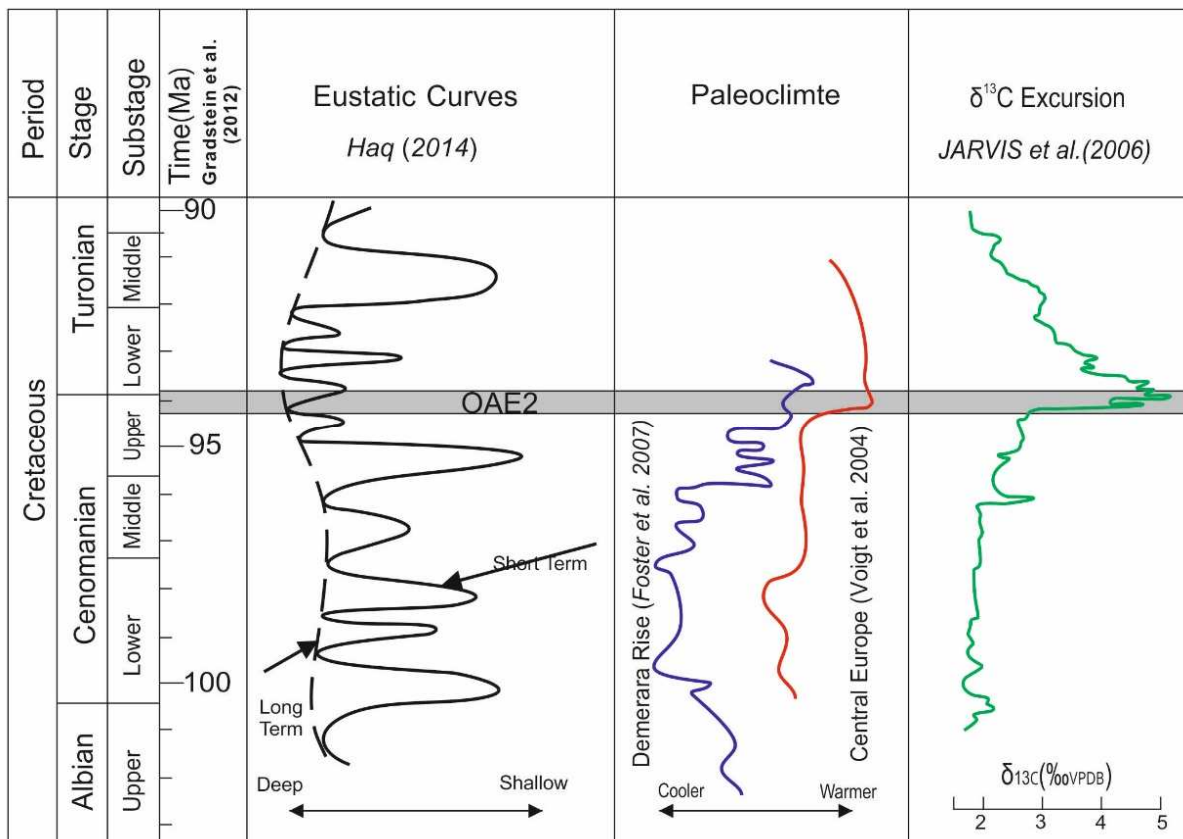 Period
Stage
Substage
Time(Ma)
Gradstein et al.
(2012)
Eustatic Curves
Haq (2014)
Paleoclimte
δ¹³C Excursion
JARVIS et al.(2006)
Cretaceous
Turonian
Cenomanian
Albian
Middle
Lower
Upper
Middle
Lower
Upper
90
95
100
OAE2
Short Term
Long
Term
Deep
Shallow
Demerara Rise (Foster et al. 2007)
Central Europe (Voigt et al. 2004)
Cooler
Warmer
δ13C(‰VPDB)
2 3 4 5